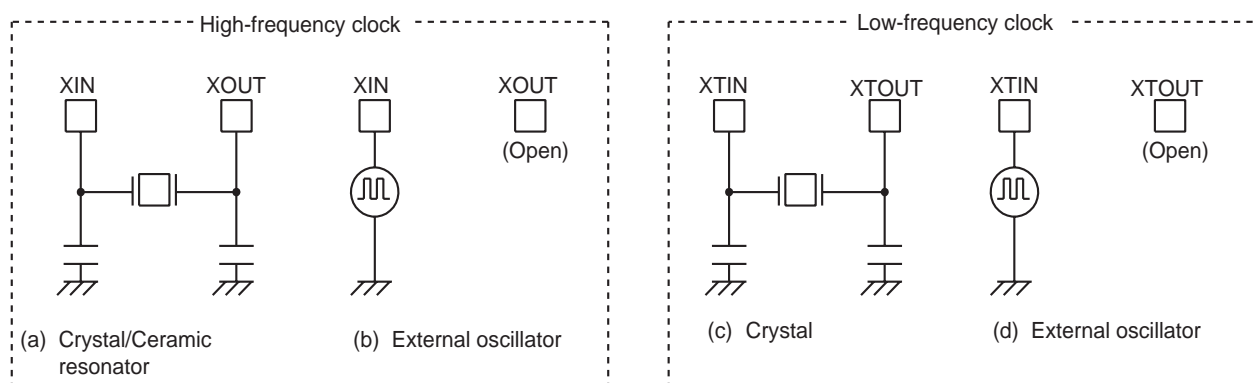 High-frequency clock
XIN XOUT XIN XOUT
(Open)
(a) Crystal/Ceramic
resonator
(b) External oscillator
Low-frequency clock
XTIN XTOUT XTIN XTOUT
(Open)
(c) Crystal
(d) External oscillator